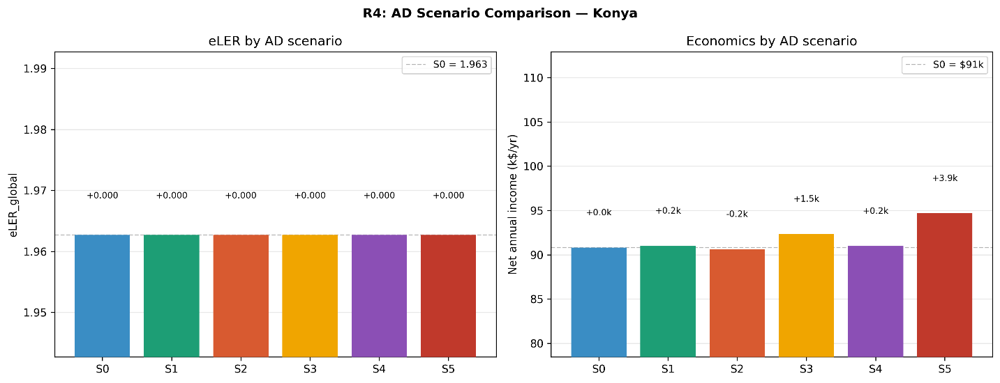 R4: AD Scenario Comparison — Konya
eLER by AD scenario
S0 = 1.963
eLER_global
1.99
1.98
1.97
1.96
1.95
+0.000
+0.000
+0.000
+0.000
+0.000
+0.000
S0
S1
S2
S3
S4
S5
Economics by AD scenario
S0 = $91k
Net annual income (k$/yr)
110
105
100
95
90
85
80
+0.0k
+0.2k
-0.2k
+1.5k
+0.2k
+3.9k
S0
S1
S2
S3
S4
S5